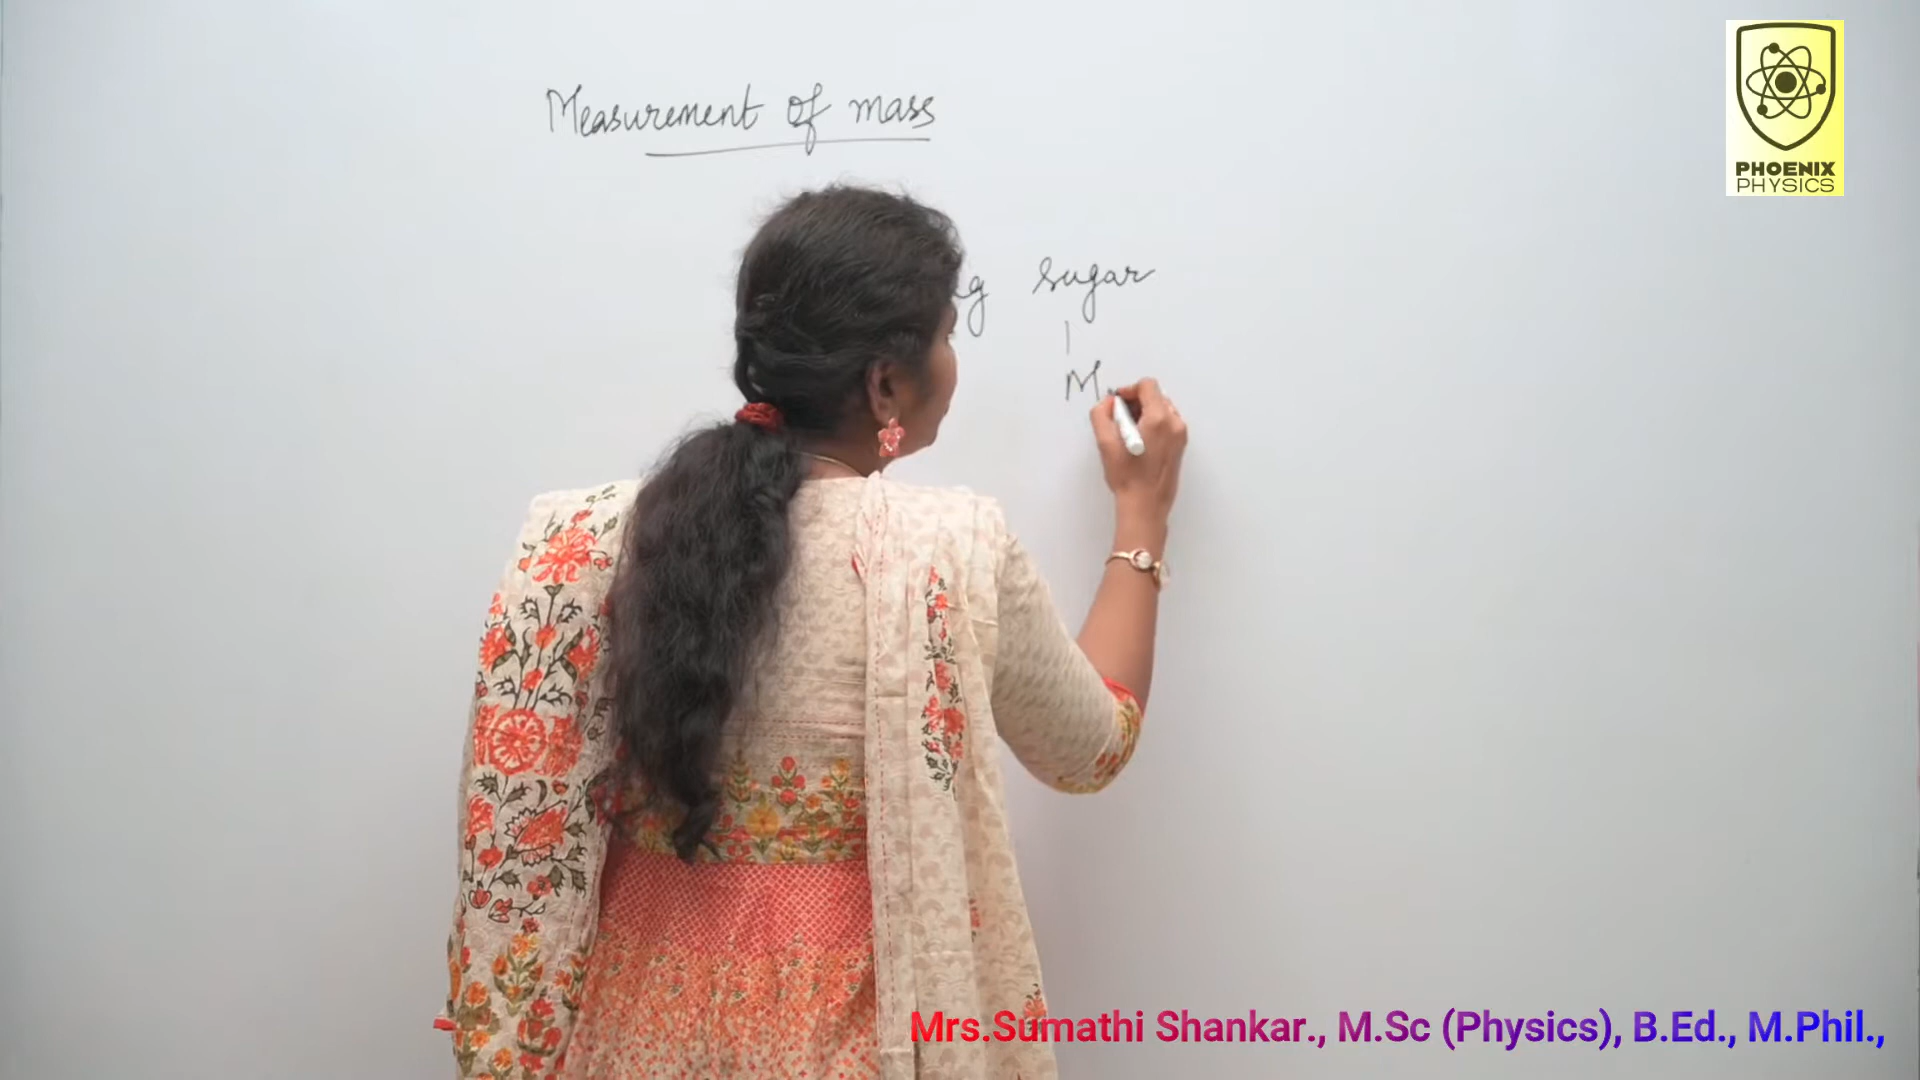 Measurement of mass
sugar
M
PHOENIX
PHYSICS
Mrs.Sumathi Shankar., M.Sc (Physics), B.Ed., M.Phil.,